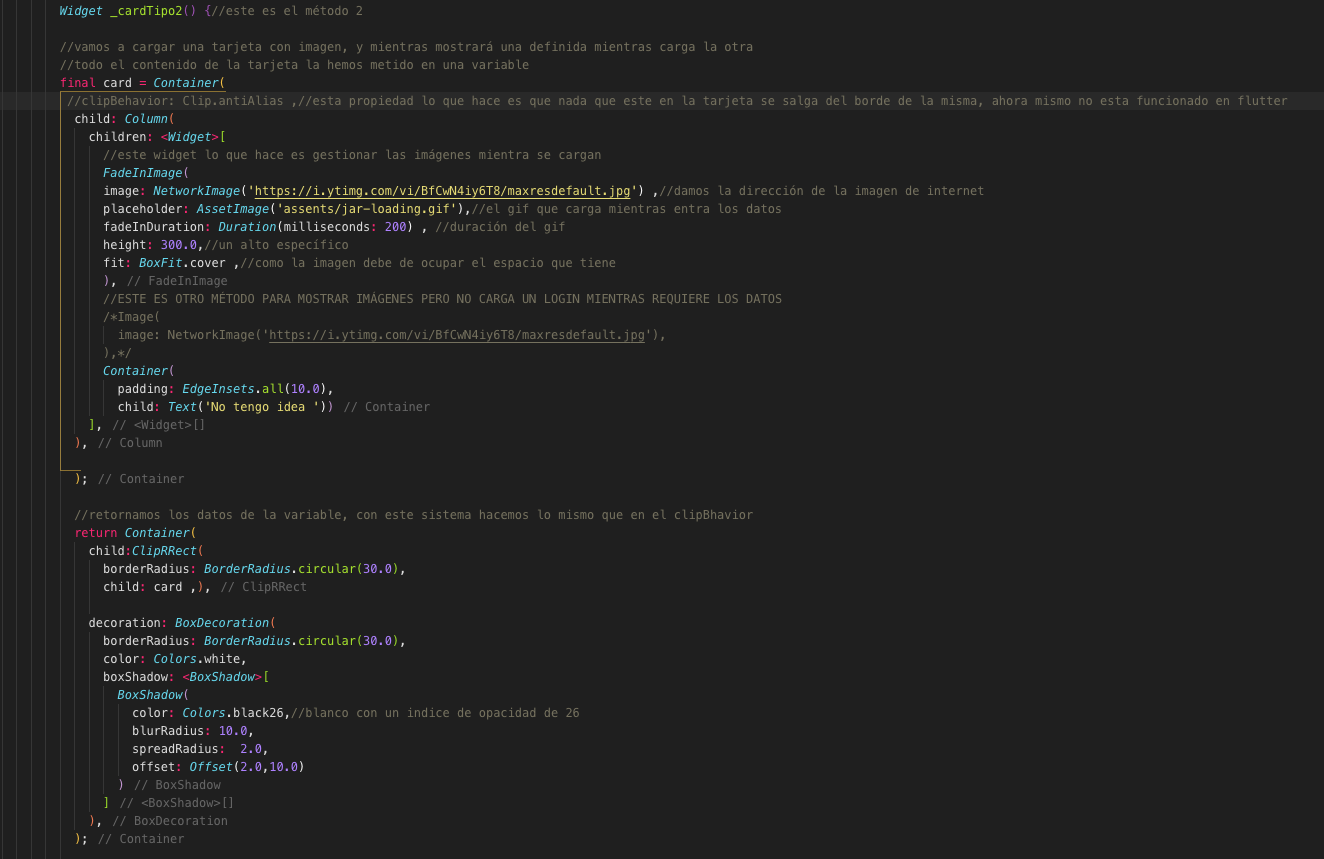 Widget _cardTipo2() {//este es el método 2
//vamos a cargar una tarjeta con imagen, y mientras mostrará una definida mientras carga la otra
//todo el contenido de la tarjeta la hemos metido en una variable
final card = Container(
//clipBehavior: Clip.antiAlias ,//esta propiedad lo que hace es que nada que este en la tarjeta se salga del borde de la misma, ahora mismo no esta funcionado en flutter
child: Column(
children: <Widget>[
//este widget lo que hace es gestionar las imágenes mientra se cargan
FadeInImage(
image: NetworkImage('https://i.ytimg.com/vi/BfCwN4iy6T8/maxresdefault.jpg') ,//damos la dirección de la imagen de internet
placeholder: AssetImage('assents/jar-loading.gif'),//el gif que carga mientras entra los datos
fadeInDuration: Duration(milliseconds: 200) , //duración del gif
height: 300.0,//un alto específico
fit: BoxFit.cover ,//como la imagen debe de ocupar el espacio que tiene
), // FadeInImage
//ESTE ES OTRO MÉTODO PARA MOSTRAR IMÁGENES PERO NO CARGA UN LOGIN MIENTRAS REQUIERE LOS DATOS
/*Image(
image: NetworkImage('https://i.ytimg.com/vi/BfCwN4iy6T8/maxresdefault.jpg'),
),*/
Container(
padding: EdgeInsets.all(10.0),
child: Text('No tengo idea ')) // Container
], // <Widget>[]
), // Column
); // Container
//retornamos los datos de la variable, con este sistema hacemos lo mismo que en el clipBhavior
return Container(
child:ClipRRect(
borderRadius: BorderRadius.circular(30.0),
child: card ,), // ClipRRect
decoration: BoxDecoration(
borderRadius: BorderRadius.circular(30.0),
color: Colors.white,
boxShadow: <BoxShadow>[
BoxShadow(
color: Colors.black26,//blanco con un indice de opacidad de 26
blurRadius: 10.0,
spreadRadius:  2.0,
offset: Offset(2.0,10.0)
) // BoxShadow
] // <BoxShadow>[]
), // BoxDecoration
); // Container